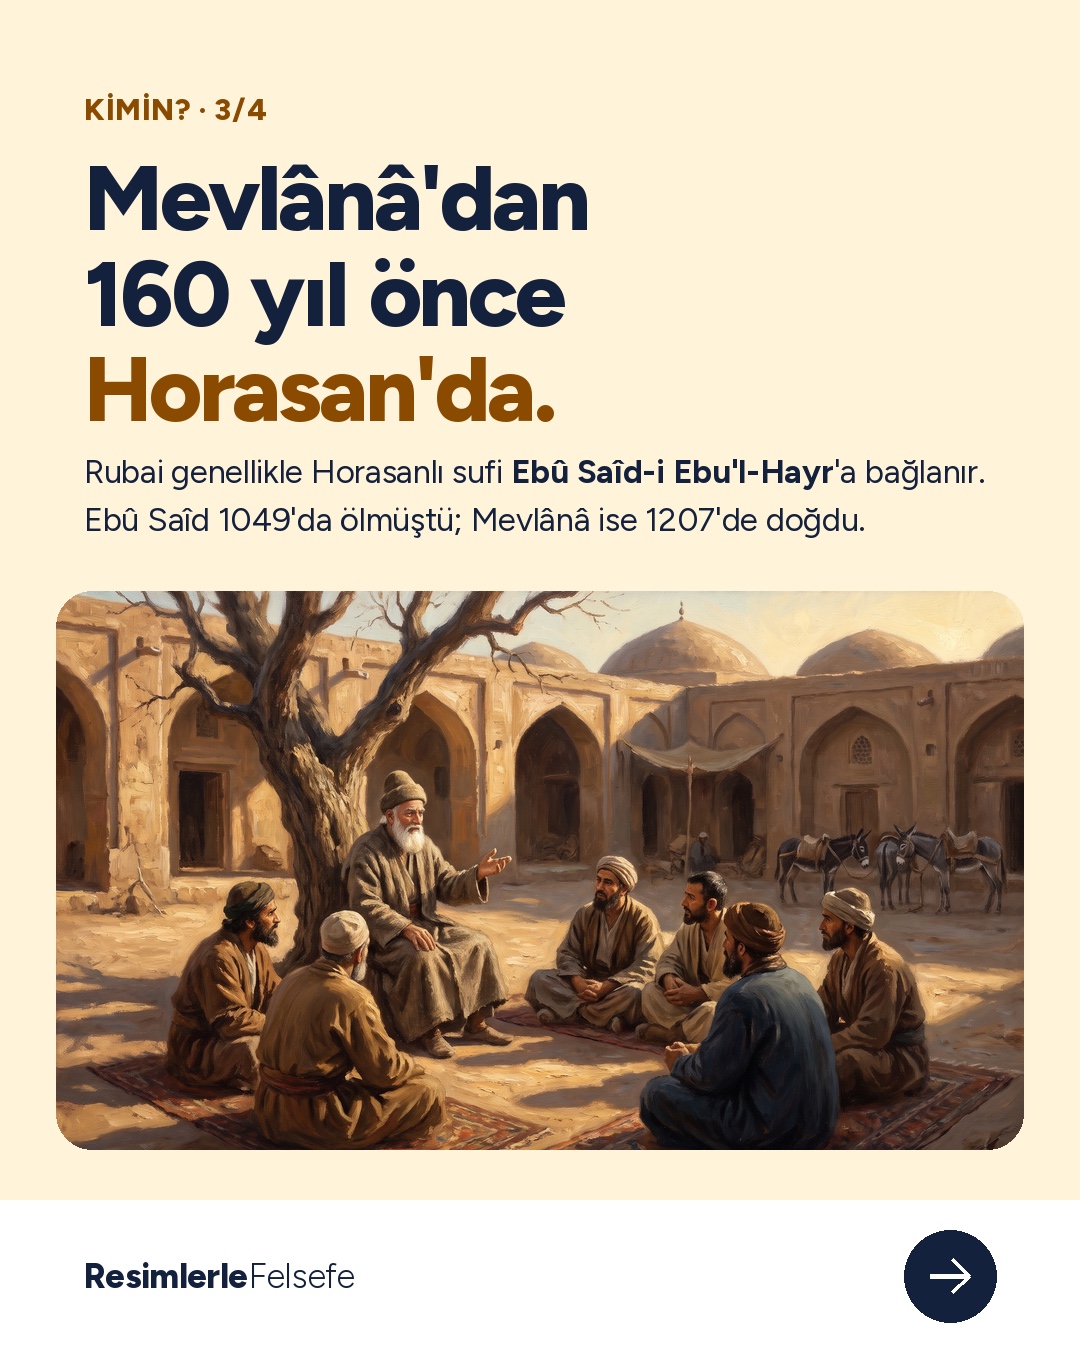 KİMİN? · 3/4
Mevlânâ'dan
160 yıl önce
Horasan'da.
Rubai genellikle Horasanlı sufi Ebû Saîd-i Ebu'l-Hayr'a bağlanır.
Ebû Saîd 1049'da ölmüştü; Mevlânâ ise 1207'de doğdu.
ResimlerleFelsefe